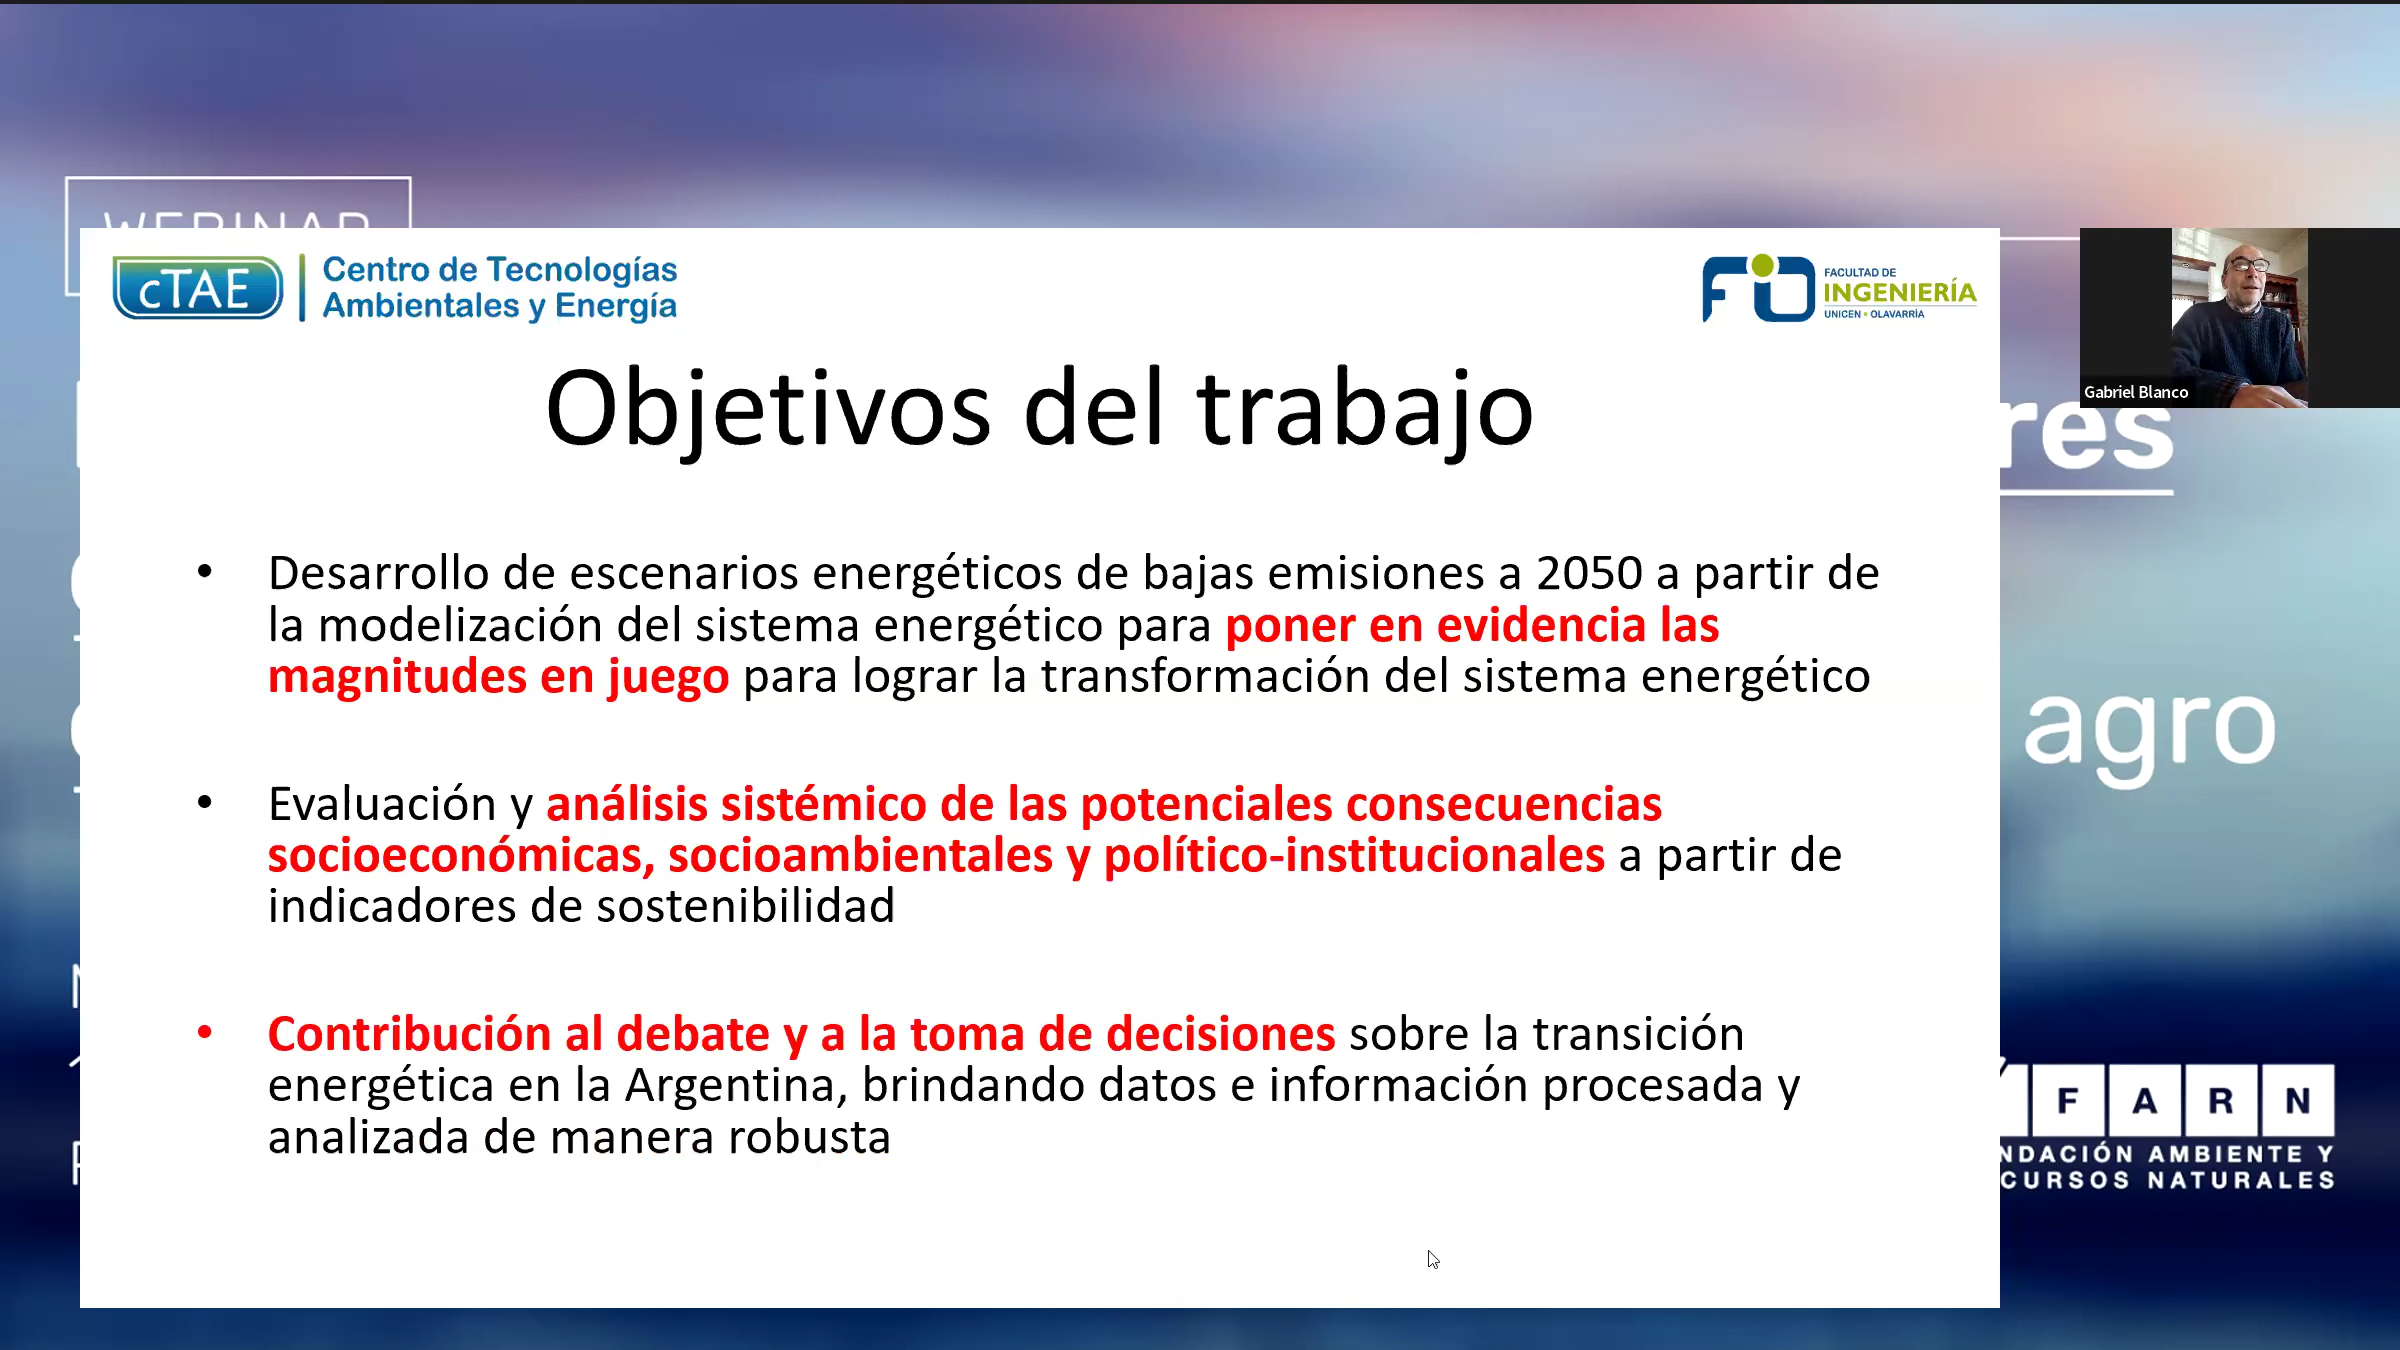 WEBINAR
cTAE
Centro de Tecnologías
Ambientales y Energía
FIO
FACULTAD DE
INGENIERÍA
UNICEN • OLAVARRÍA
Gabriel Blanco
Objetivos del trabajo
res
• Desarrollo de escenarios energéticos de bajas emisiones a 2050 a partir de
la modelización del sistema energético para poner en evidencia las
magnitudes en juego para lograr la transformación del sistema energético
agro
• Evaluación y análisis sistémico de las potenciales consecuencias
socioeconómicas, socioambientales y político-institucionales a partir de
indicadores de sostenibilidad
• Contribución al debate y a la toma de decisiones sobre la transición
energética en la Argentina, brindando datos e información procesada y
analizada de manera robusta
FARN
NDACIÓN AMBIENTE Y
CURSOS NATURALES